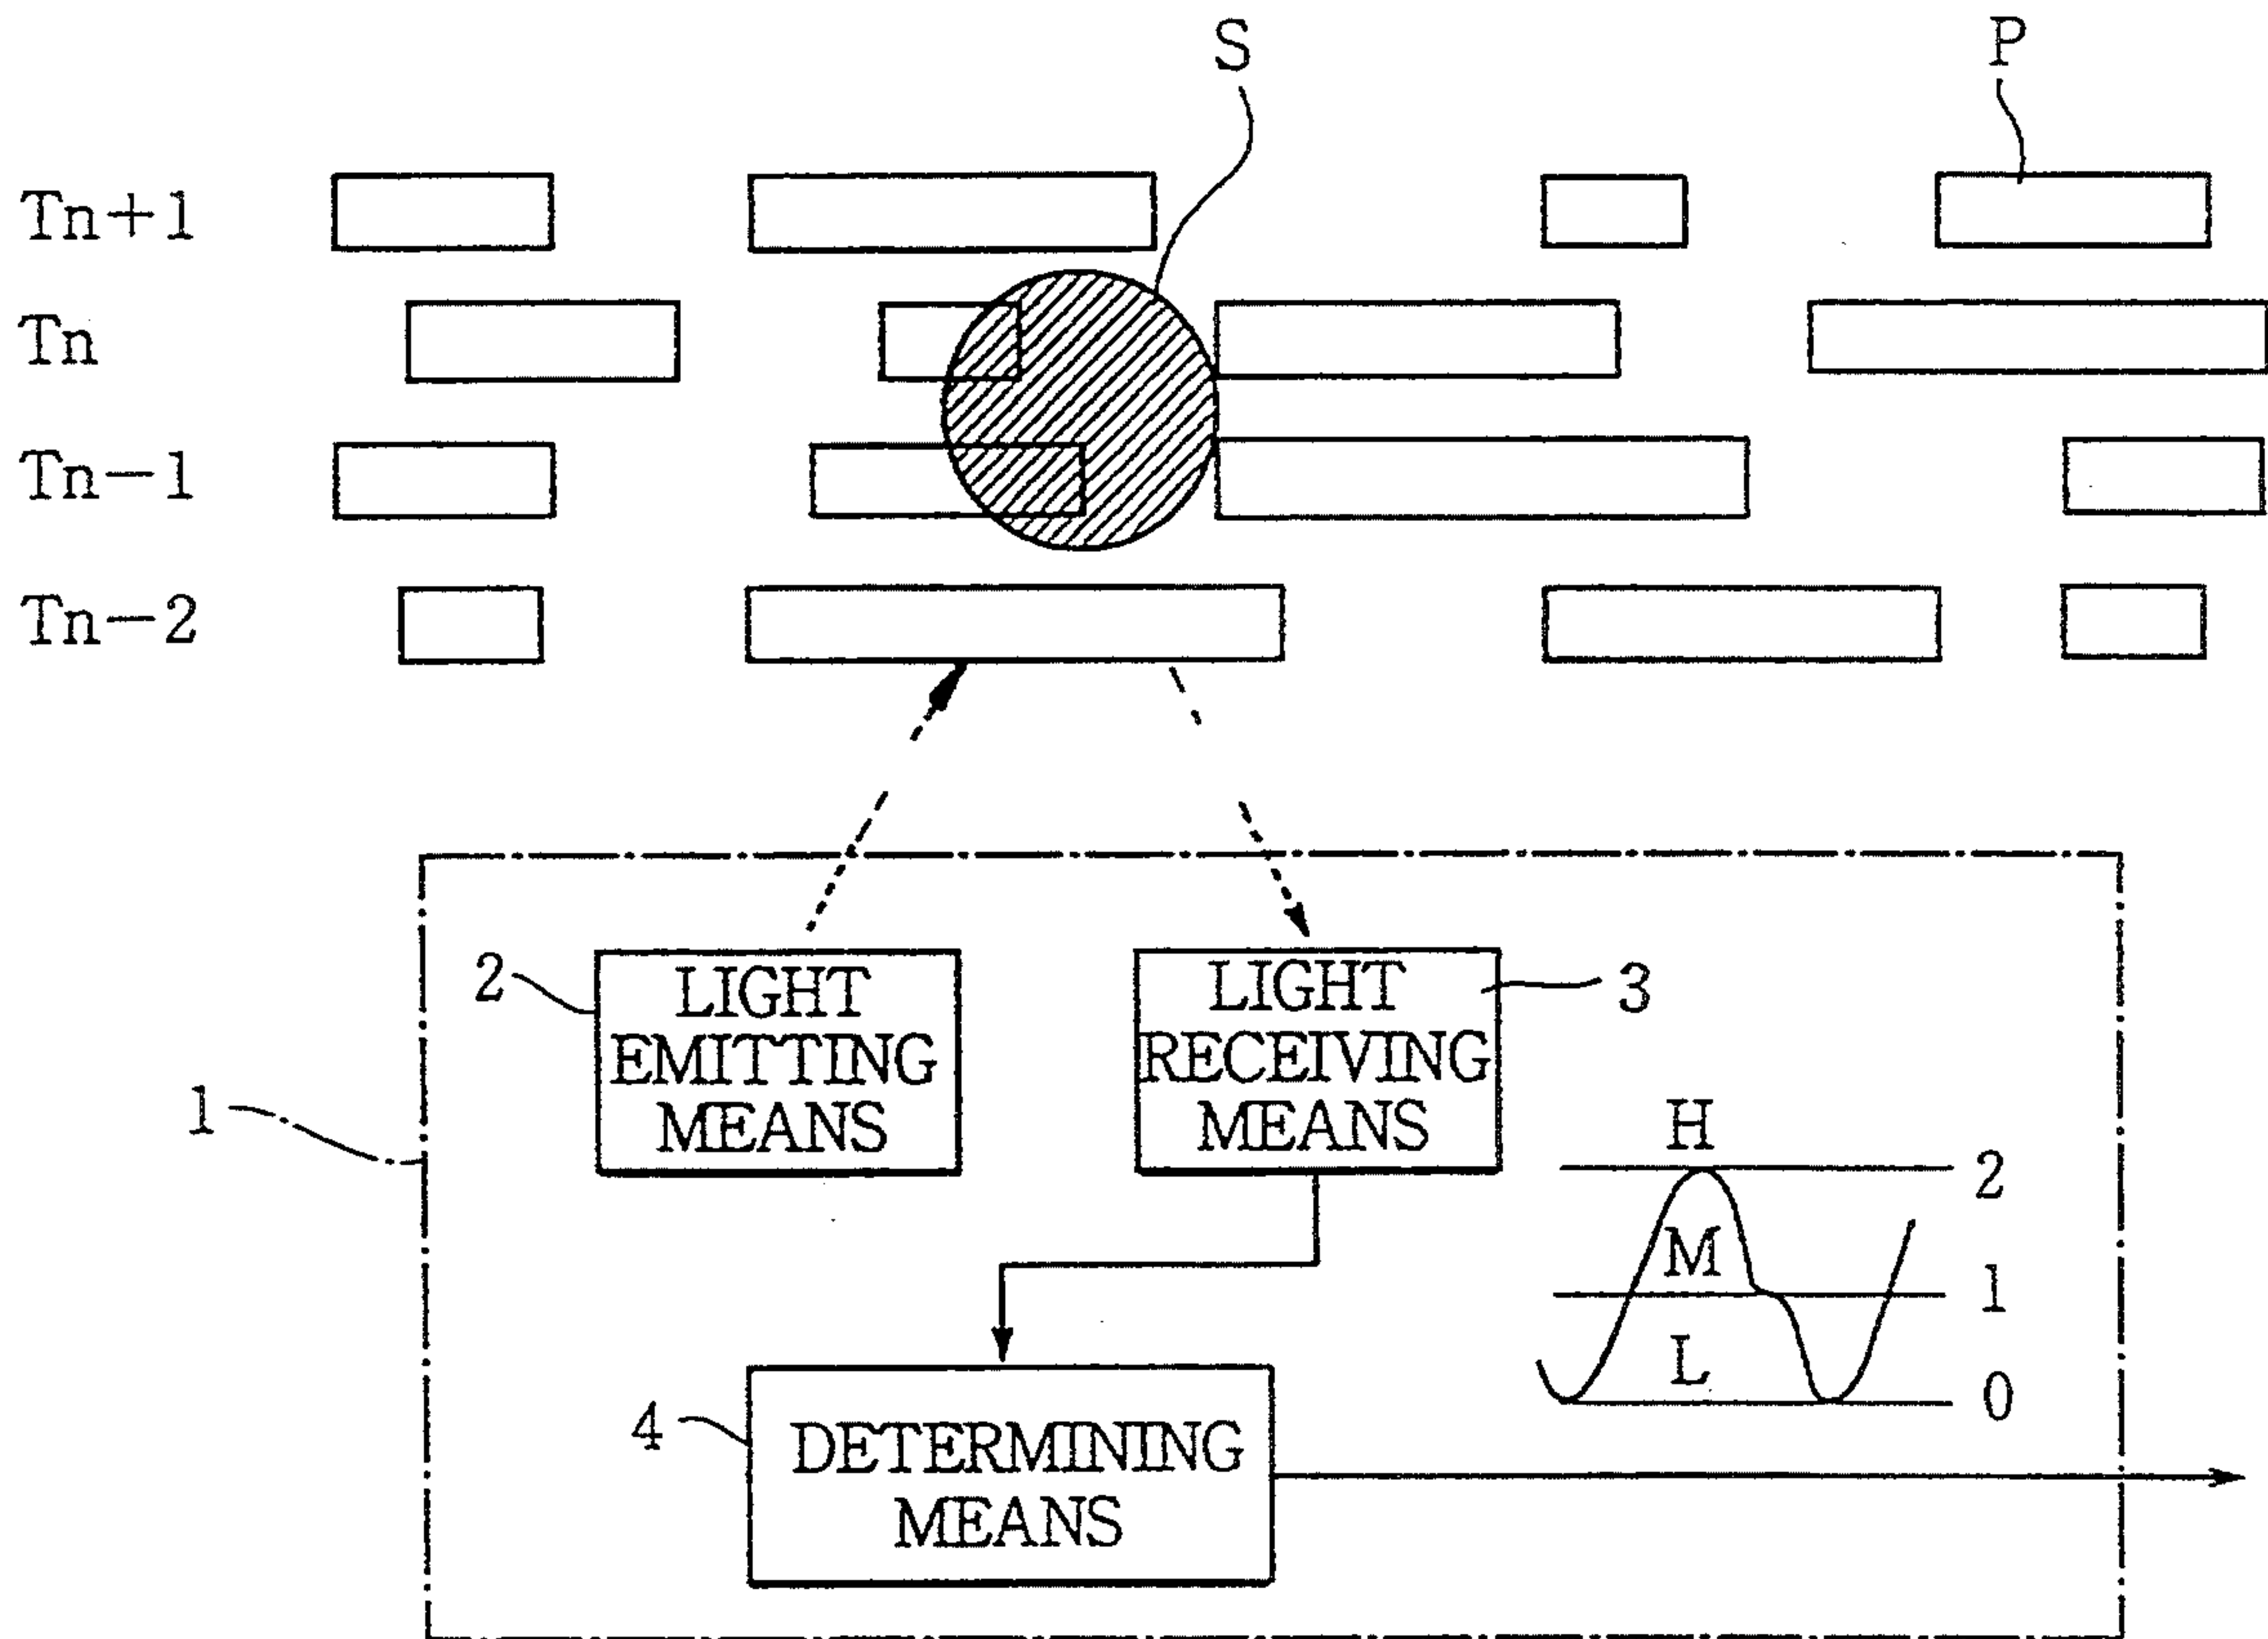 S
P
Tn+1
Tn
Tn−1
Tn−2
2
LIGHT
EMITTING
MEANS
LIGHT
RECEIVING
MEANS
3
1
H
2
M
1
L
0
4
DETERMINING
MEANS